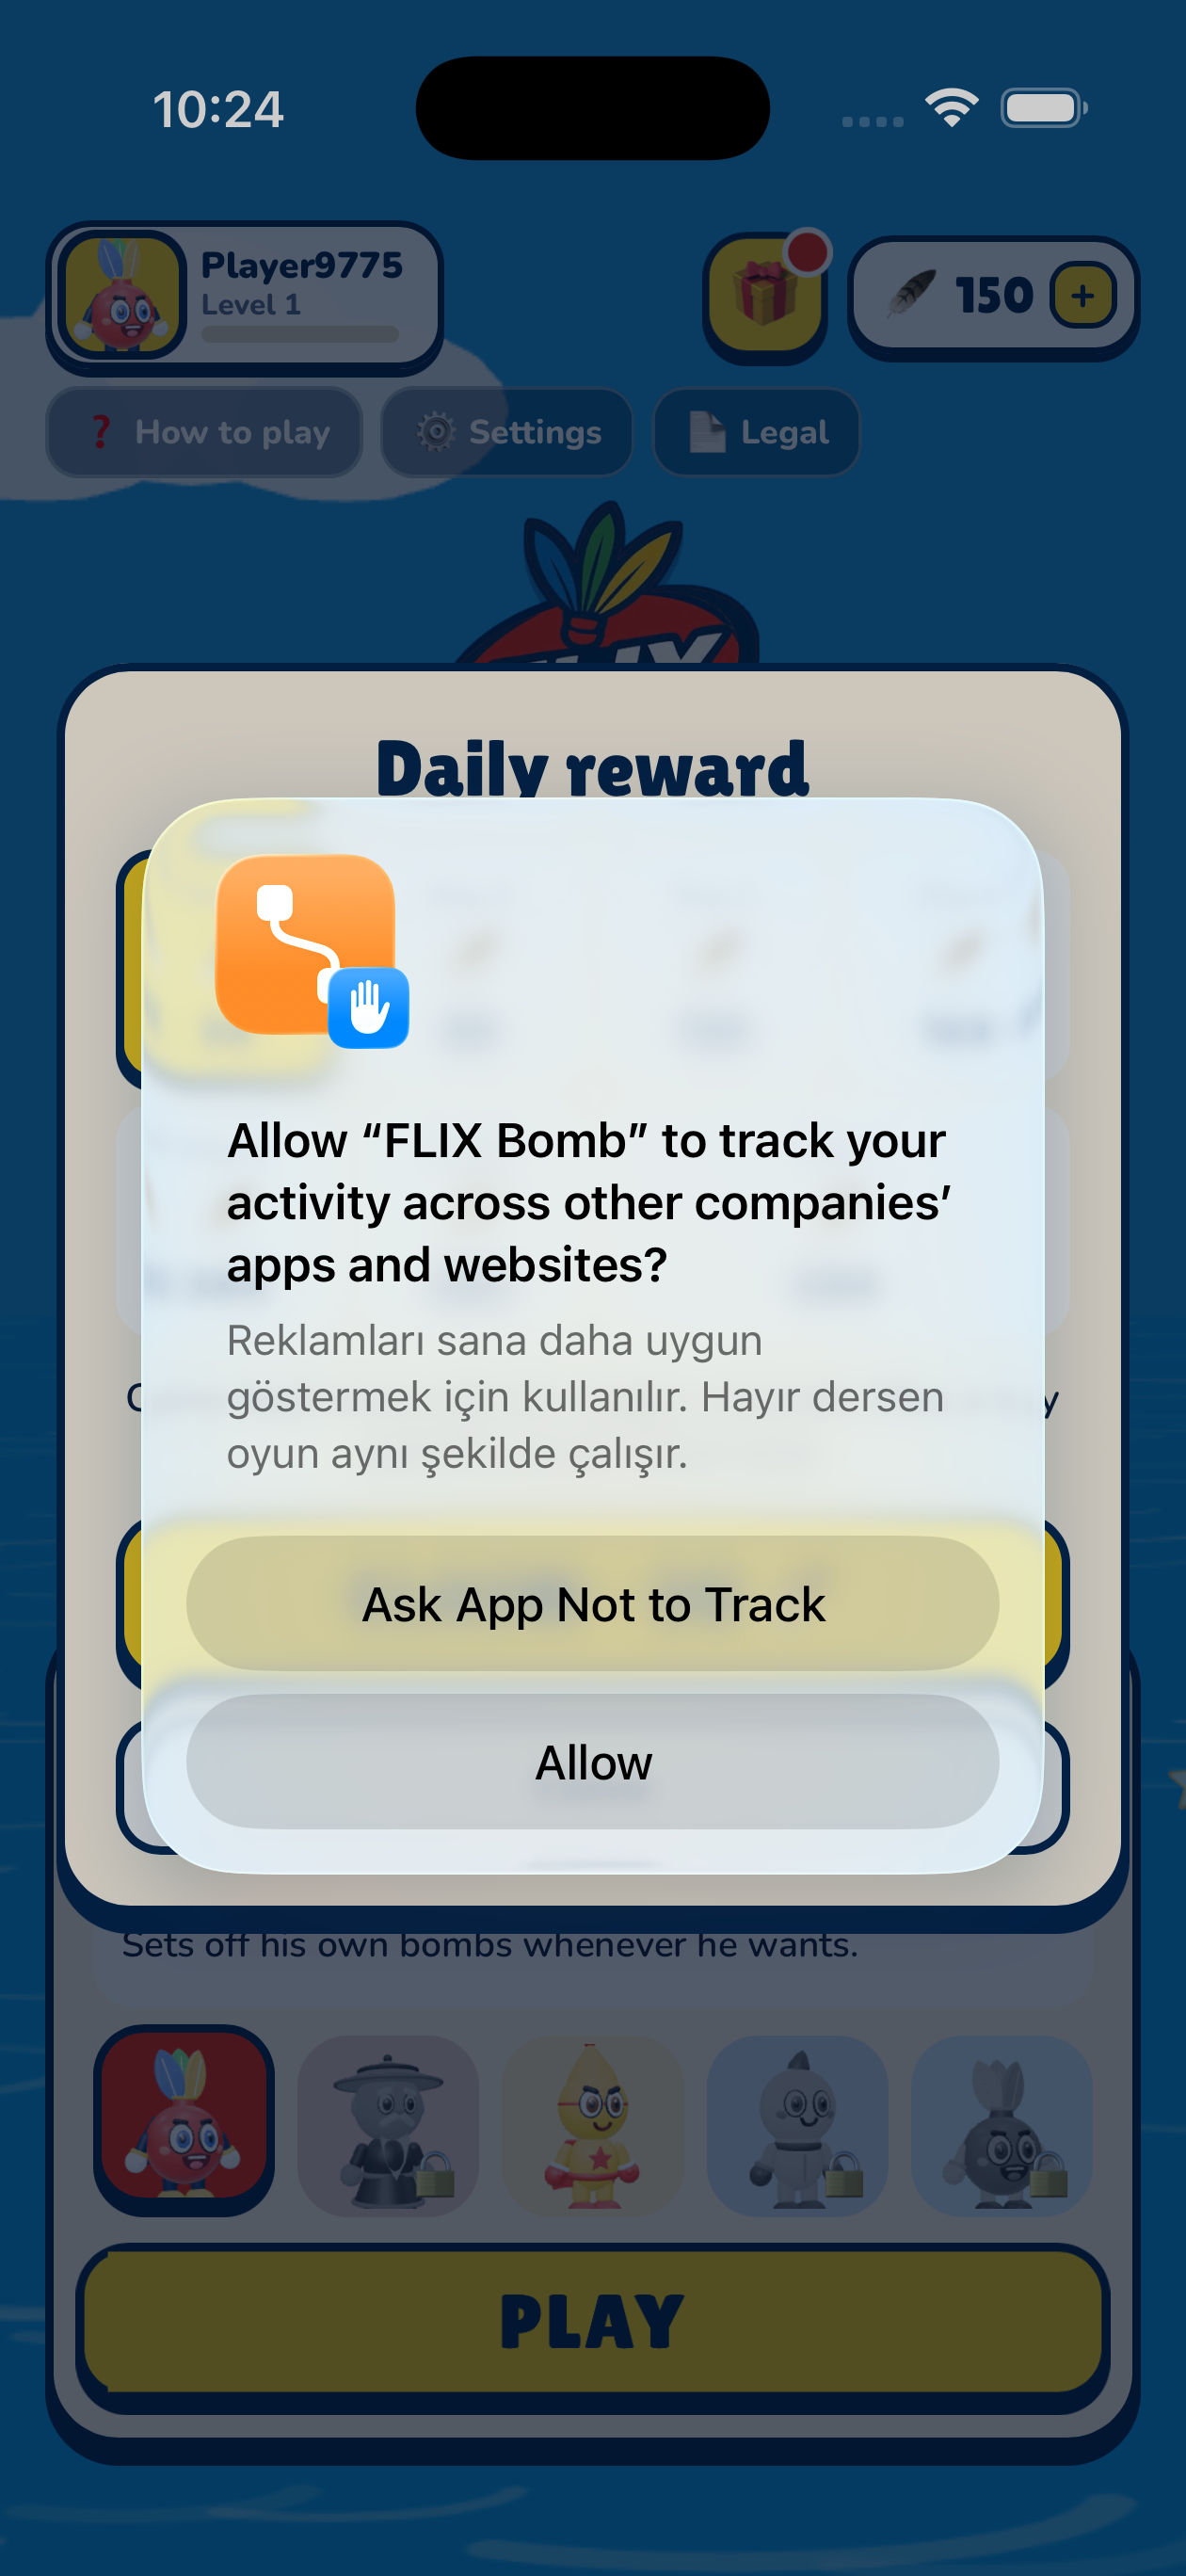 10:24
Player9775
Level 1
150
+
❓ How to play
Settings
Legal
Daily reward
Allow “FLIX Bomb” to track your
activity across other companies’
apps and websites?
Reklamları sana daha uygun
göstermek için kullanılır. Hayır dersen
oyun aynı şekilde çalışır.
Ask App Not to Track
Allow
Sets off his own bombs whenever he wants.
PLAY